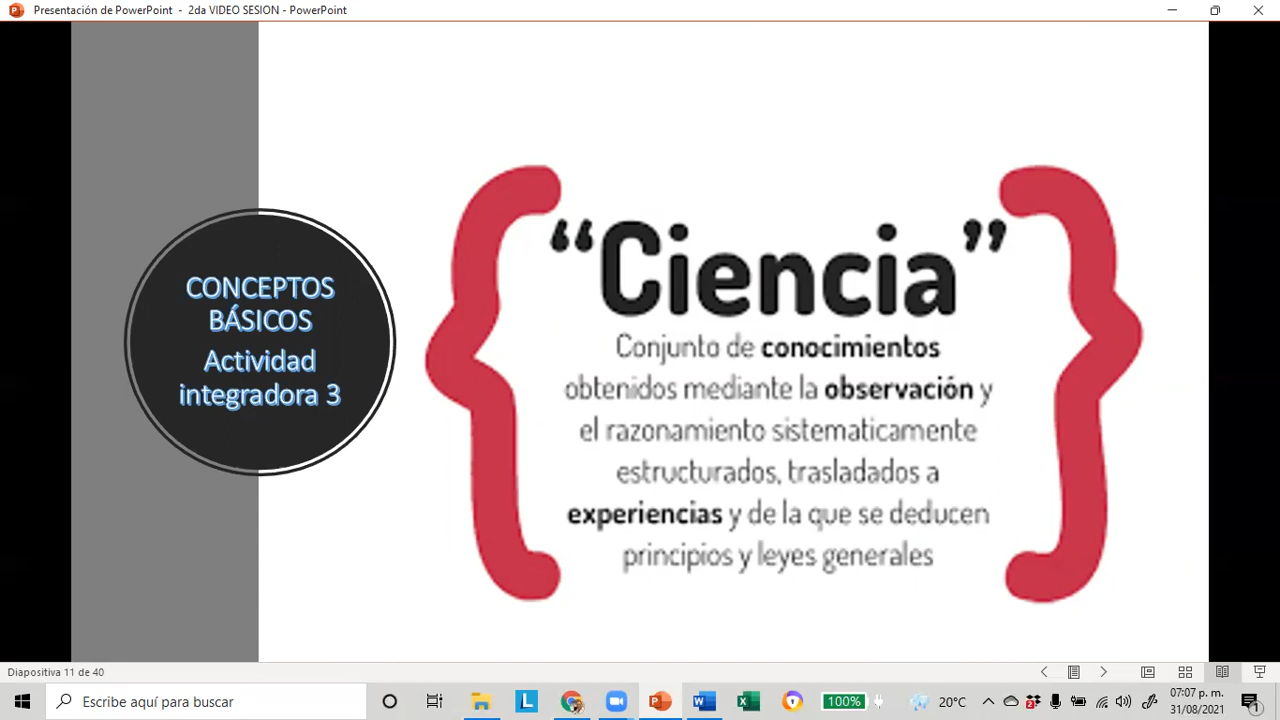 Presentación de PowerPoint - 2da VIDEO SESION - PowerPoint
CONCEPTOS
BÁSICOS
Actividad
integradora 3
“Ciencia”
Conjunto de conocimientos
obtenidos mediante la observación y
el razonamiento sistematicamente
estructurados, trasladados a
experiencias y de la que se deducen
principios y leyes generales
Diapositiva 11 de 40
Escribe aquí para buscar
L
100%
20°C
2
07:07 p. m.
31/08/2021
1